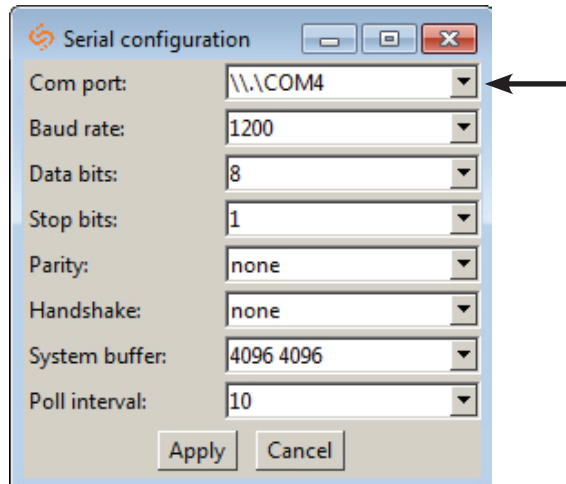 Serial configuration
Com port: \\.\COM4
Baud rate: 1200
Data bits: 8
Stop bits: 1
Parity: none
Handshake: none
System buffer: 4096 4096
Poll interval: 10
Apply Cancel